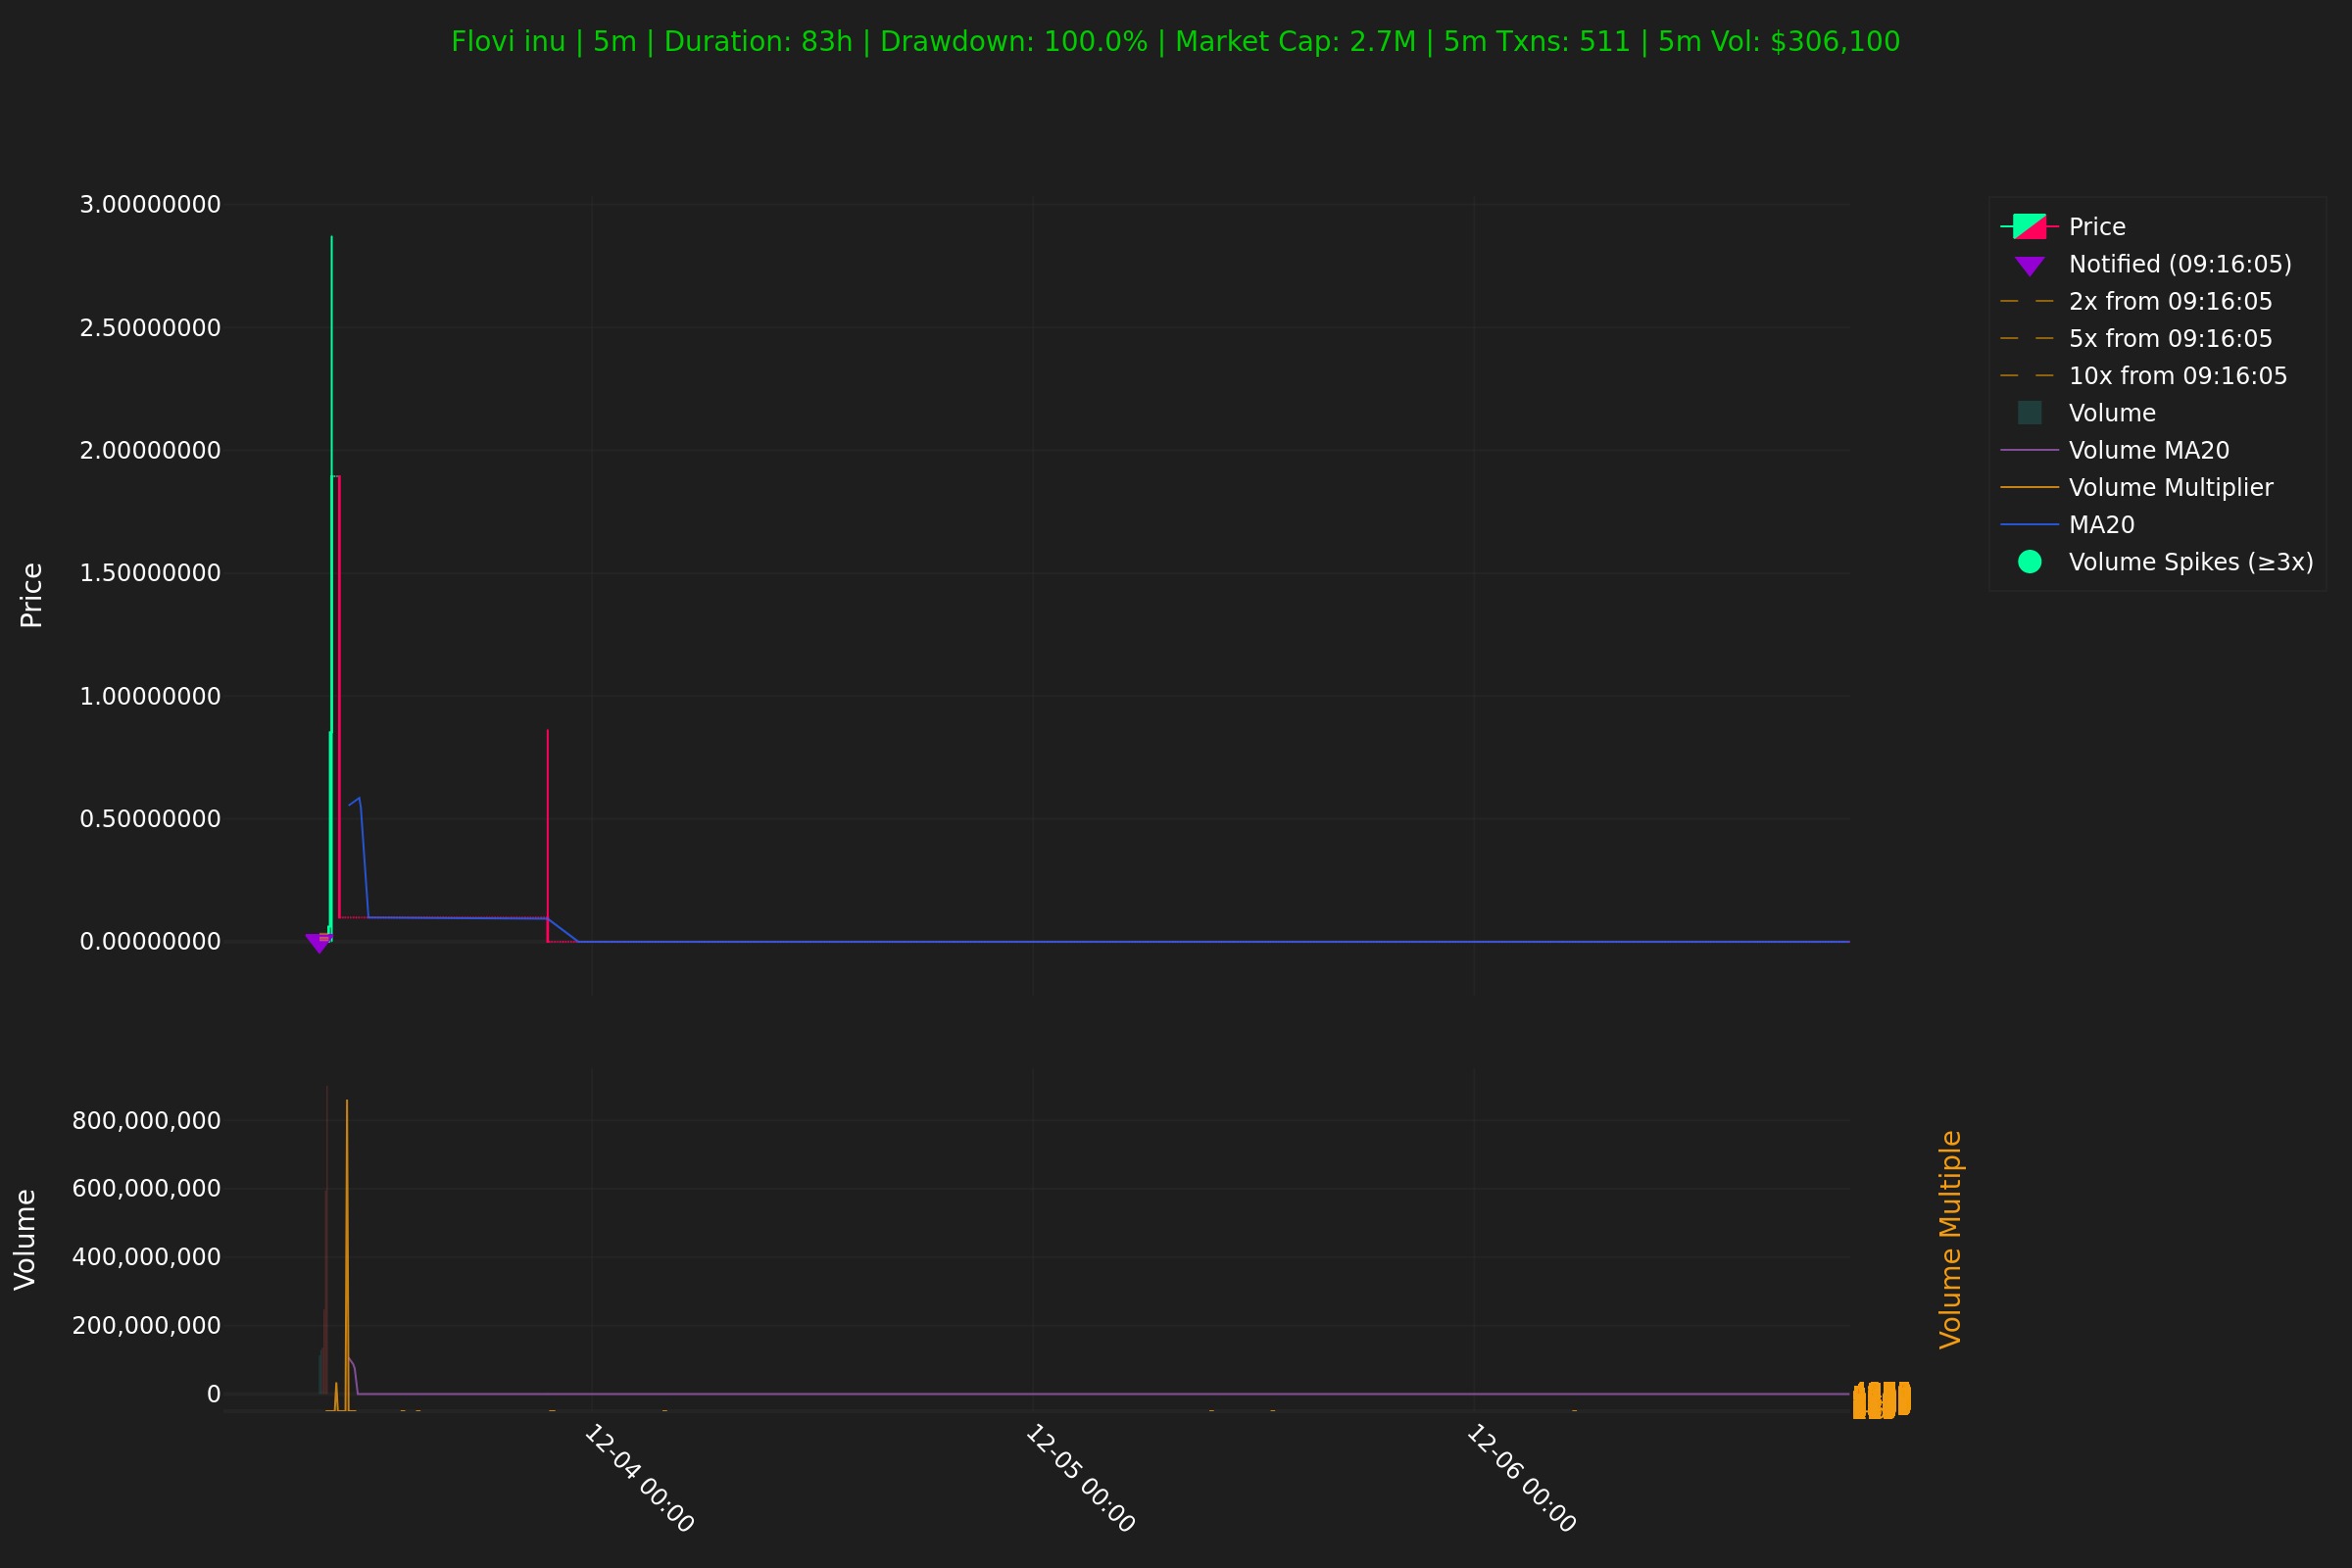 Flovi inu | 5m | Duration: 83h | Drawdown: 100.0% | Market Cap: 2.7M | 5m Txns: 511 | 5m Vol: $306,100
3.00000000
2.50000000
2.00000000
1.50000000
1.00000000
0.50000000
0.00000000
Price
Price
Notified (09:16:05)
2x from 09:16:05
5x from 09:16:05
10x from 09:16:05
Volume
Volume MA20
Volume Multiplier
MA20
Volume Spikes (≥3x)
800,000,000
600,000,000
400,000,000
200,000,000
0
Volume
Volume Multiple
12-04 00:00
12-05 00:00
12-06 00:00